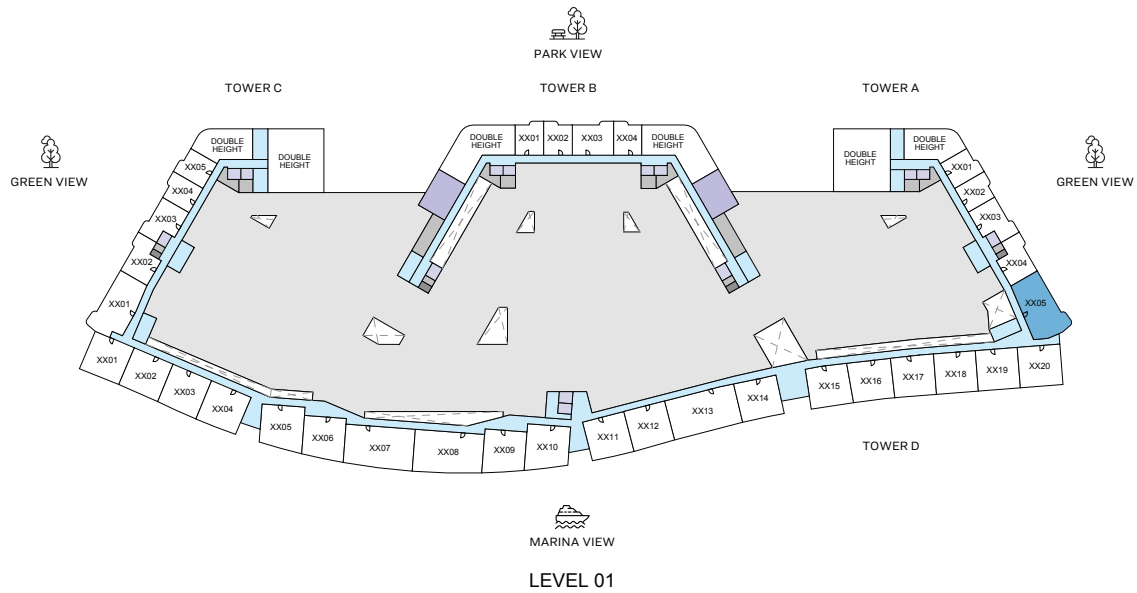 PARK VIEW
TOWER C
TOWER B
TOWER A
GREEN VIEW
GREEN VIEW
DOUBLE
HEIGHT
DOUBLE
HEIGHT
XX05
XX04
XX03
XX02
XX01
DOUBLE
HEIGHT
XX01
XX02
XX03
XX04
DOUBLE
HEIGHT
DOUBLE
HEIGHT
DOUBLE
HEIGHT
XX01
XX02
XX03
XX04
XX05
XX01
XX02
XX03
XX04
XX05
XX06
XX07
XX08
XX09
XX10
XX11
XX12
XX13
XX14
XX15
XX16
XX17
XX18
XX19
XX20
TOWER D
MARINA VIEW
LEVEL 01